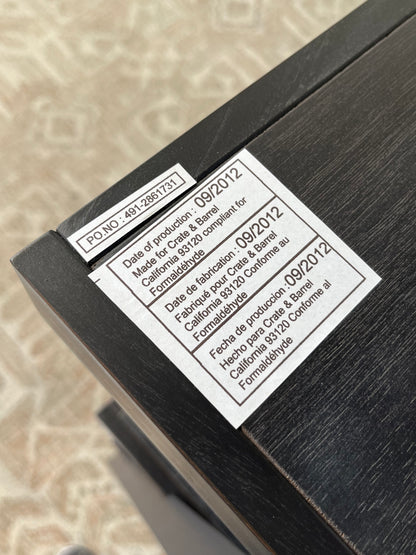 PO.NO : 491-2861731
Date of production : 09/2012
Made for Crate & Barrel
California 93120 compliant for
Formaldéhyde
Date de fabrication : 09/2012
Fabriqué pour Crate & Barrel
California 93120 Conforme au
Formaldéhyde
Fecha de produccion : 09/2012
Hecho para Crate & Barrel
California 93120 Conforme al
Formaldéhyde